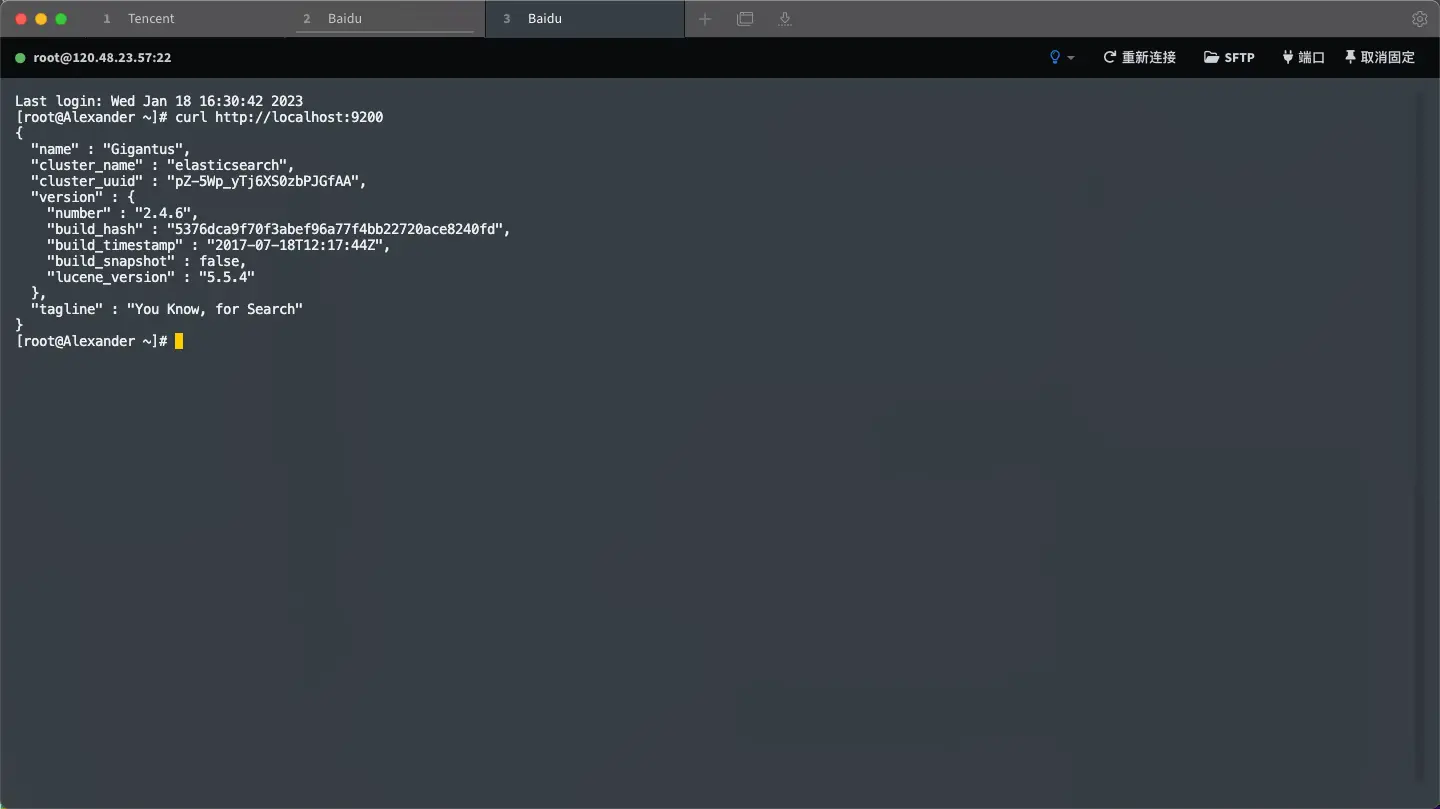 1 Tencent 2 Baidu 3 Baidu
root@120.48.23.57:22 重新连接 SFTP 端口 取消固定
Last login: Wed Jan 18 16:30:42 2023
[root@Alexander ~]# curl http://localhost:9200
{
  "name" : "Gigantus",
  "cluster_name" : "elasticsearch",
  "cluster_uuid" : "pZ-5Wp_yTj6XS0zbPJGfAA",
  "version" : {
    "number" : "2.4.6",
    "build_hash" : "5376dca9f70f3abef96a77f4bb22720ace8240fd",
    "build_timestamp" : "2017-07-18T12:17:44Z",
    "build_snapshot" : false,
    "lucene_version" : "5.5.4"
  },
  "tagline" : "You Know, for Search"
}
[root@Alexander ~]#